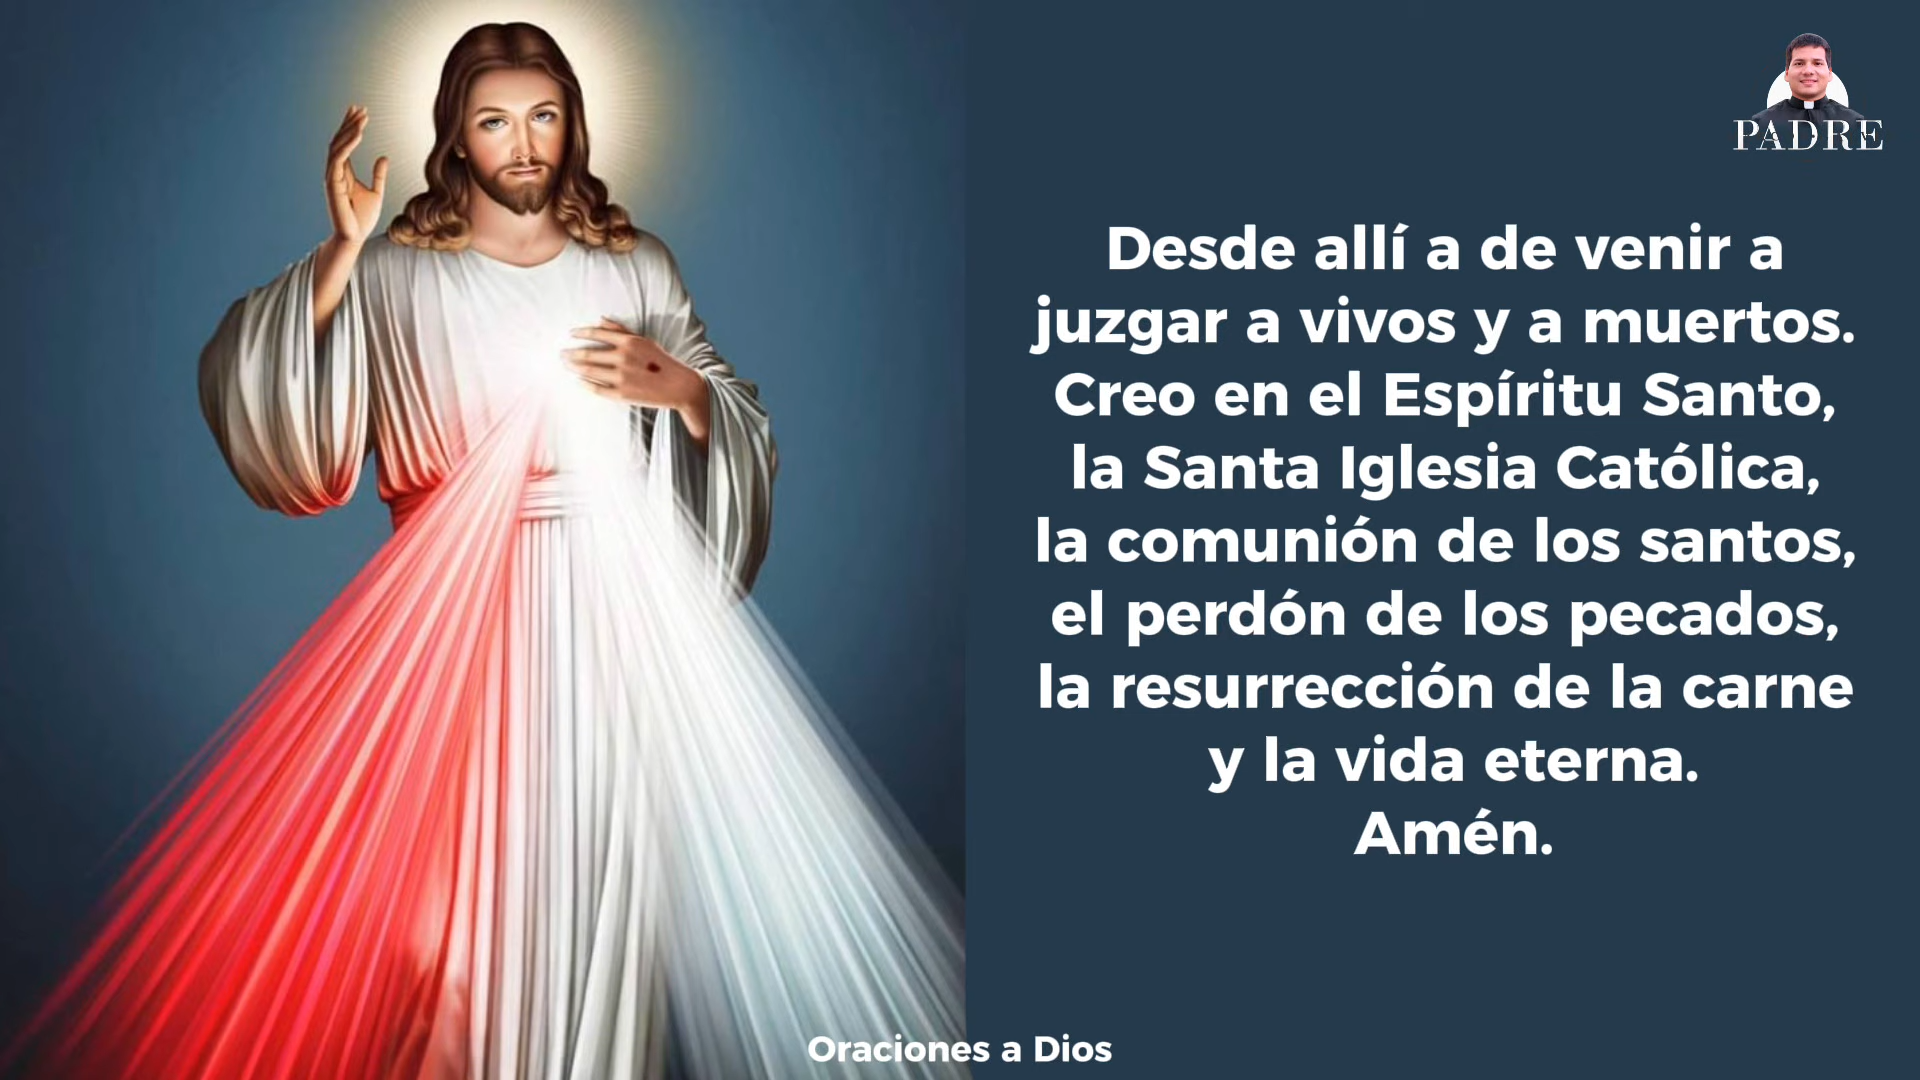 PADRE
Desde allí a de venir a
juzgar a vivos y a muertos.
Creo en el Espíritu Santo,
la Santa Iglesia Católica,
la comunión de los santos,
el perdón de los pecados,
la resurrección de la carne
y la vida eterna.
Amén.
Oraciones a Dios